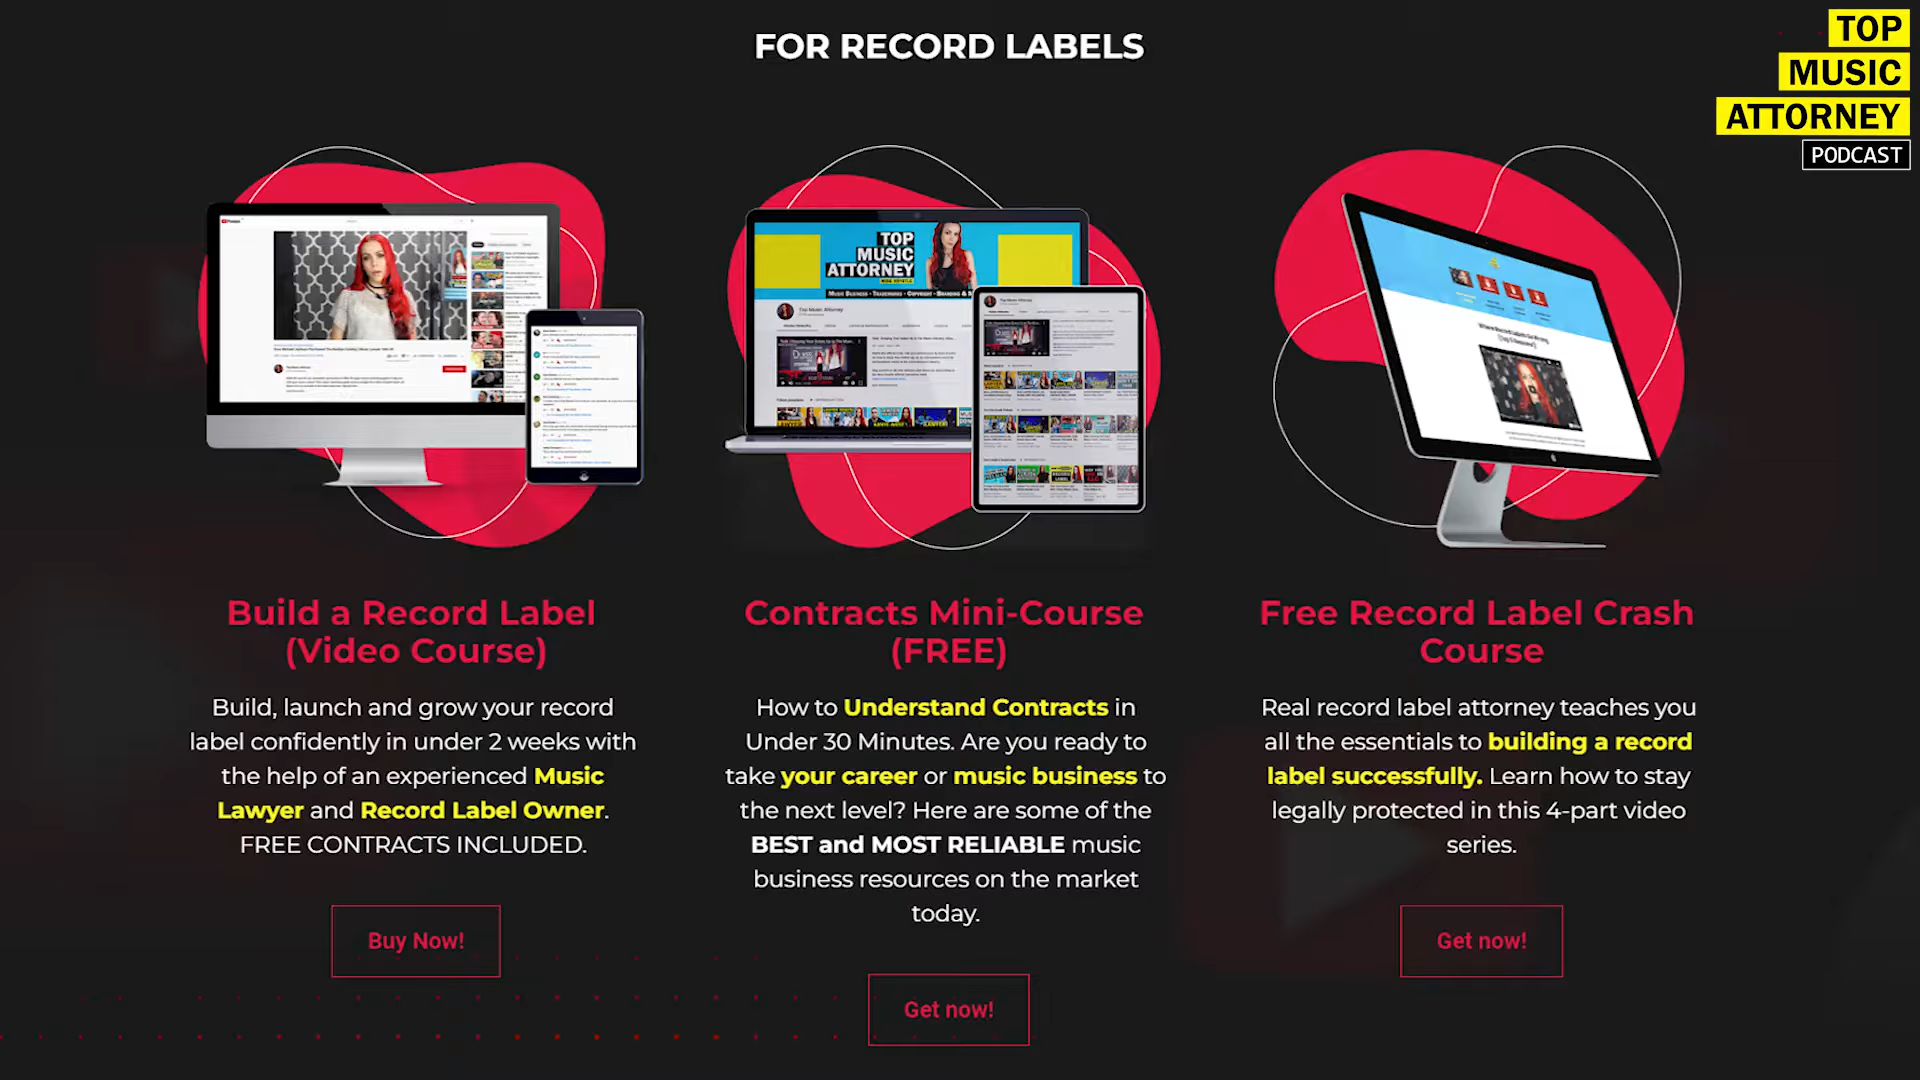 FOR RECORD LABELS
TOP
MUSIC
ATTORNEY
PODCAST
TOP
MUSIC
ATTORNEY
Top Music Attorney
Build a Record Label
(Video Course)
Build, launch and grow your record
label confidently in under 2 weeks with
the help of an experienced Music
Lawyer and Record Label Owner.
FREE CONTRACTS INCLUDED.
Buy Now!
Contracts Mini-Course
(FREE)
How to Understand Contracts in
Under 30 Minutes. Are you ready to
take your career or music business to
the next level? Here are some of the
BEST and MOST RELIABLE music
business resources on the market
today.
Get now!
Free Record Label Crash
Course
Real record label attorney teaches you
all the essentials to building a record
label successfully. Learn how to stay
legally protected in this 4-part video
series.
Get now!